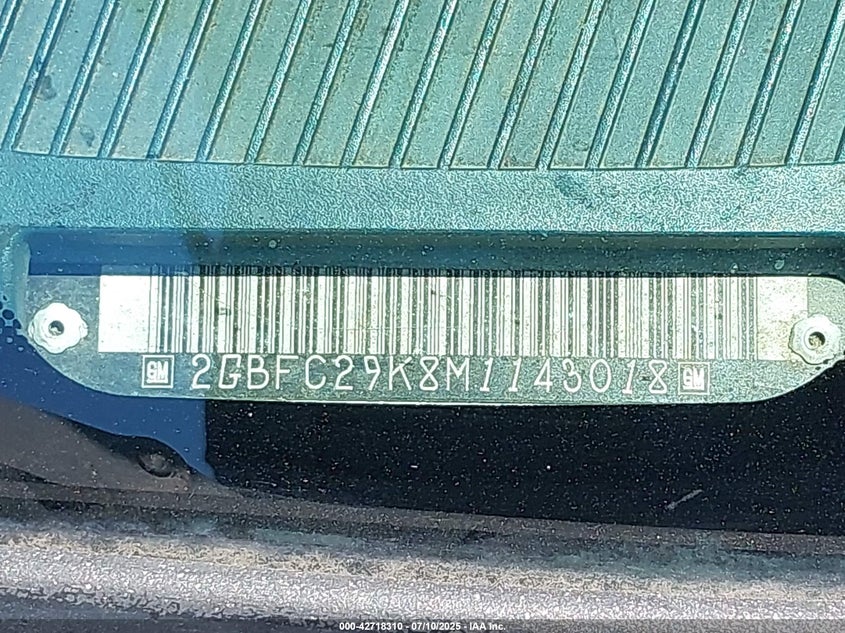 GM 2GBFC29K8M1143018 GM
000-42718310 - 07/10/2025 - IAA Inc.